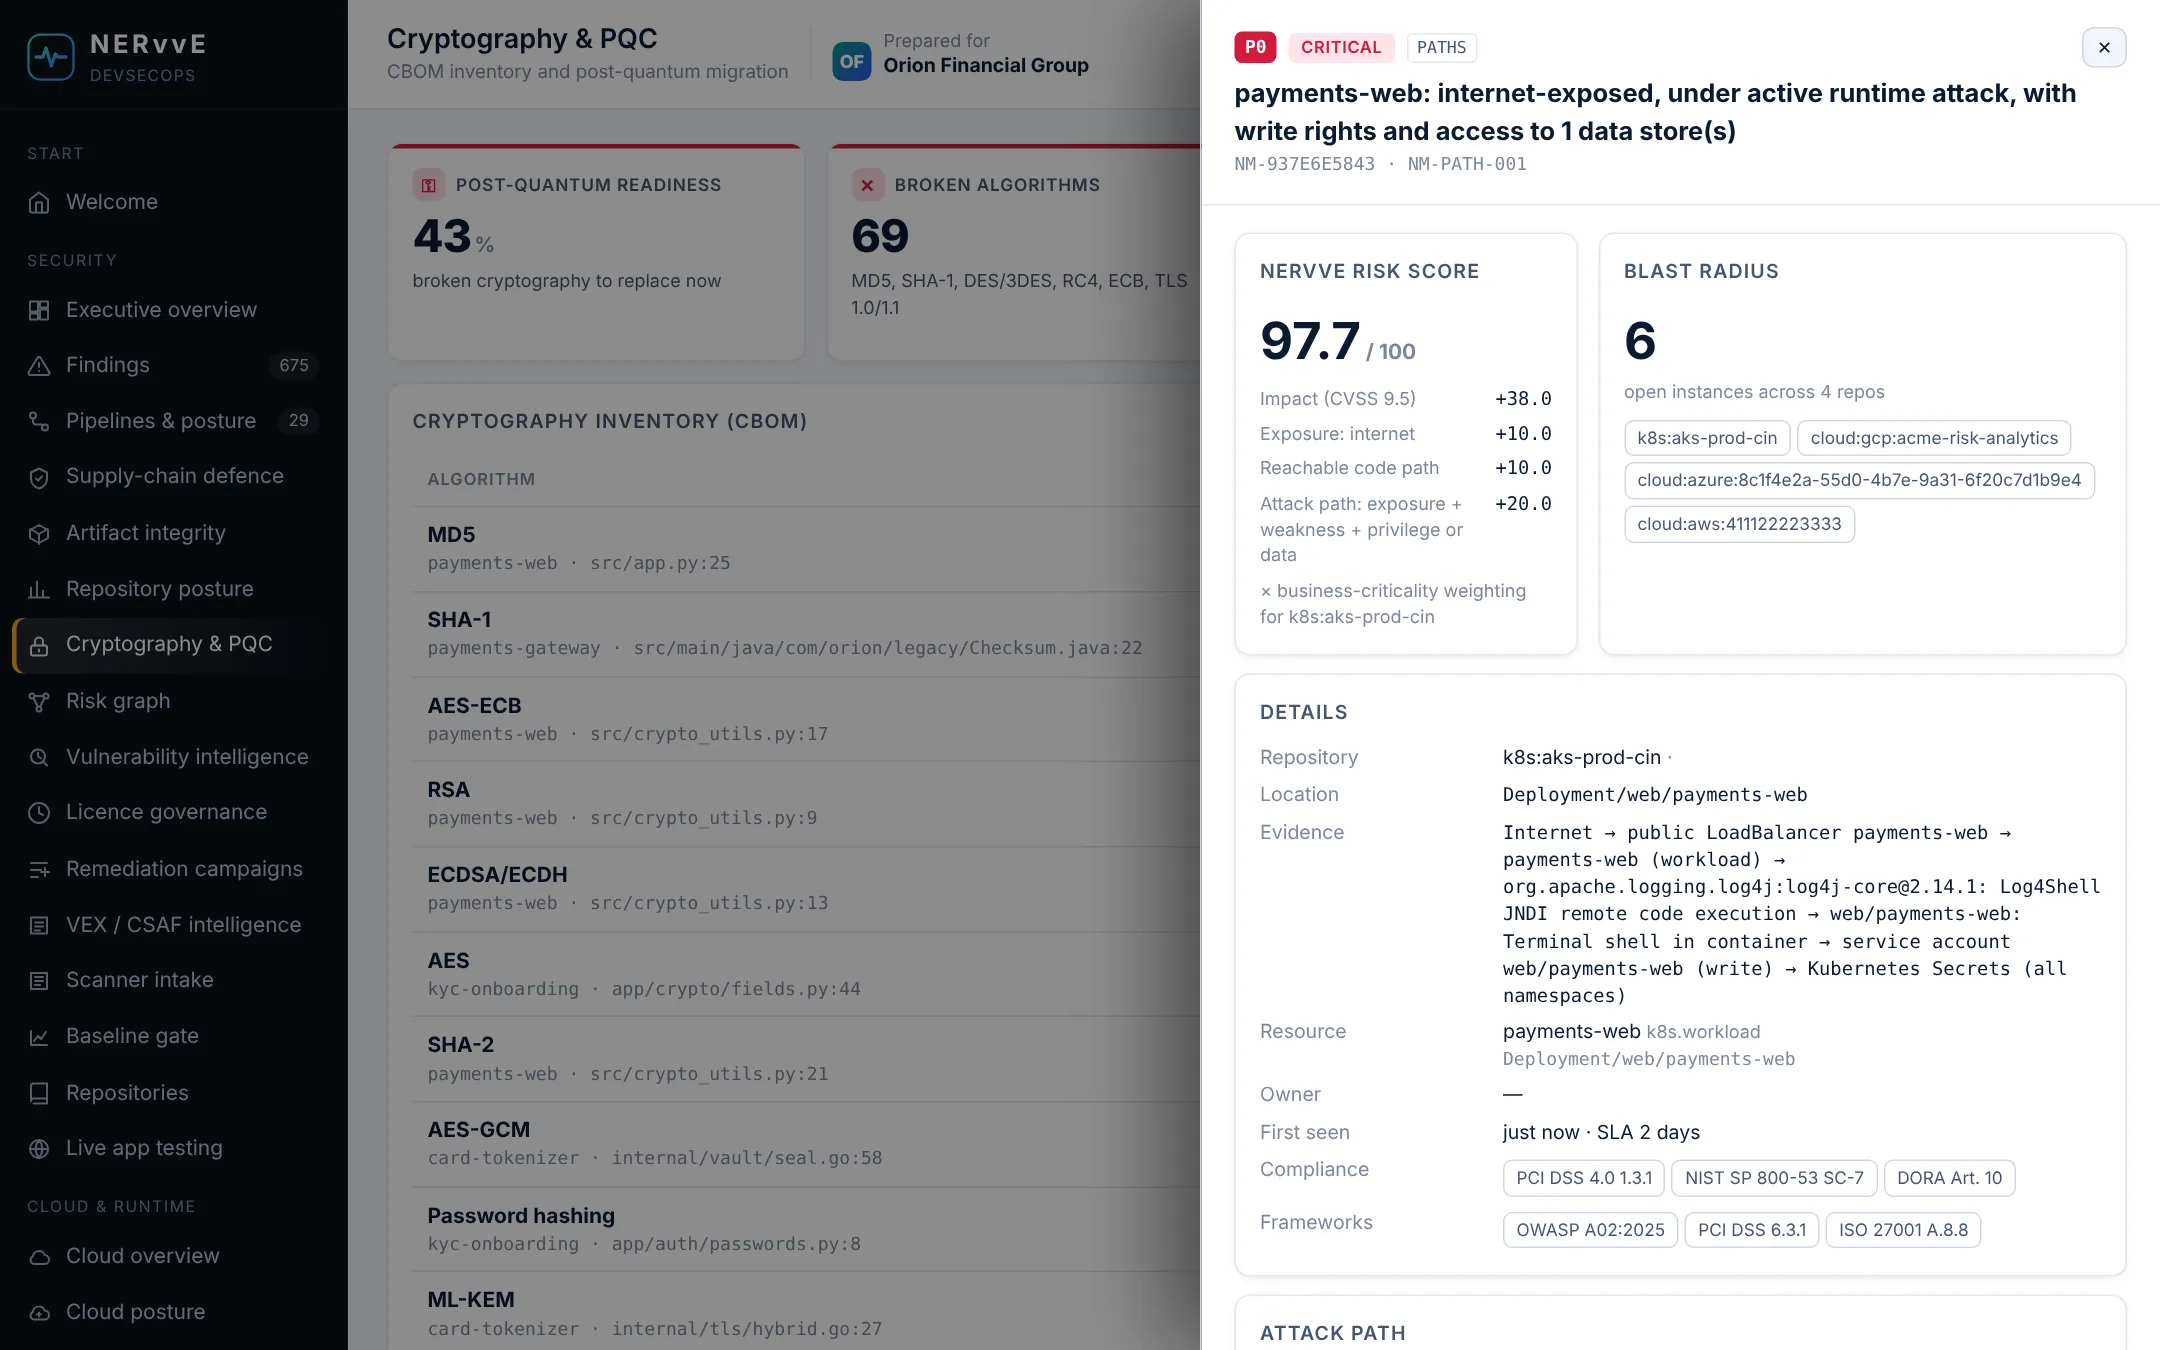 NERvvE
DEVSECOPS
START
Welcome
SECURITY
Executive overview
Findings 675
Pipelines & posture 29
Supply-chain defence
Artifact integrity
Repository posture
Cryptography & PQC
Risk graph
Vulnerability intelligence
Licence governance
Remediation campaigns
VEX / CSAF intelligence
Scanner intake
Baseline gate
Repositories
Live app testing
CLOUD & RUNTIME
Cloud overview
Cloud posture
Cryptography & PQC
CBOM inventory and post-quantum migration
OF
Prepared for
Orion Financial Group
POST-QUANTUM READINESS
43 %
broken cryptography to replace now
BROKEN ALGORITHMS
69
MD5, SHA-1, DES/3DES, RC4, ECB, TLS
1.0/1.1
CRYPTOGRAPHY INVENTORY (CBOM)
ALGORITHM
MD5
payments-web · src/app.py:25
SHA-1
payments-gateway · src/main/java/com/orion/legacy/Checksum.java:22
AES-ECB
payments-web · src/crypto_utils.py:17
RSA
payments-web · src/crypto_utils.py:9
ECDSA/ECDH
payments-web · src/crypto_utils.py:13
AES
kyc-onboarding · app/crypto/fields.py:44
SHA-2
payments-web · src/crypto_utils.py:21
AES-GCM
card-tokenizer · internal/vault/seal.go:58
Password hashing
kyc-onboarding · app/auth/passwords.py:8
ML-KEM
card-tokenizer · internal/tls/hybrid.go:27
P0 CRITICAL PATHS
×
payments-web: internet-exposed, under active runtime attack, with
write rights and access to 1 data store(s)
NM-937E6E5843 · NM-PATH-001
NERVVE RISK SCORE
97.7 / 100
Impact (CVSS 9.5) +38.0
Exposure: internet +10.0
Reachable code path +10.0
Attack path: exposure + +20.0
weakness + privilege or
data
× business-criticality weighting
for k8s:aks-prod-cin
BLAST RADIUS
6
open instances across 4 repos
k8s:aks-prod-cin cloud:gcp:acme-risk-analytics
cloud:azure:8c1f4e2a-55d0-4b7e-9a31-6f20c7d1b9e4
cloud:aws:411122223333
DETAILS
Repository k8s:aks-prod-cin ·
Location Deployment/web/payments-web
Evidence Internet → public LoadBalancer payments-web →
payments-web (workload) →
org.apache.logging.log4j:log4j-core@2.14.1: Log4Shell
JNDI remote code execution → web/payments-web:
Terminal shell in container → service account
web/payments-web (write) → Kubernetes Secrets (all
namespaces)
Resource payments-web k8s.workload
Deployment/web/payments-web
Owner —
First seen just now · SLA 2 days
Compliance PCI DSS 4.0 1.3.1 NIST SP 800-53 SC-7 DORA Art. 10
Frameworks OWASP A02:2025 PCI DSS 6.3.1 ISO 27001 A.8.8
ATTACK PATH